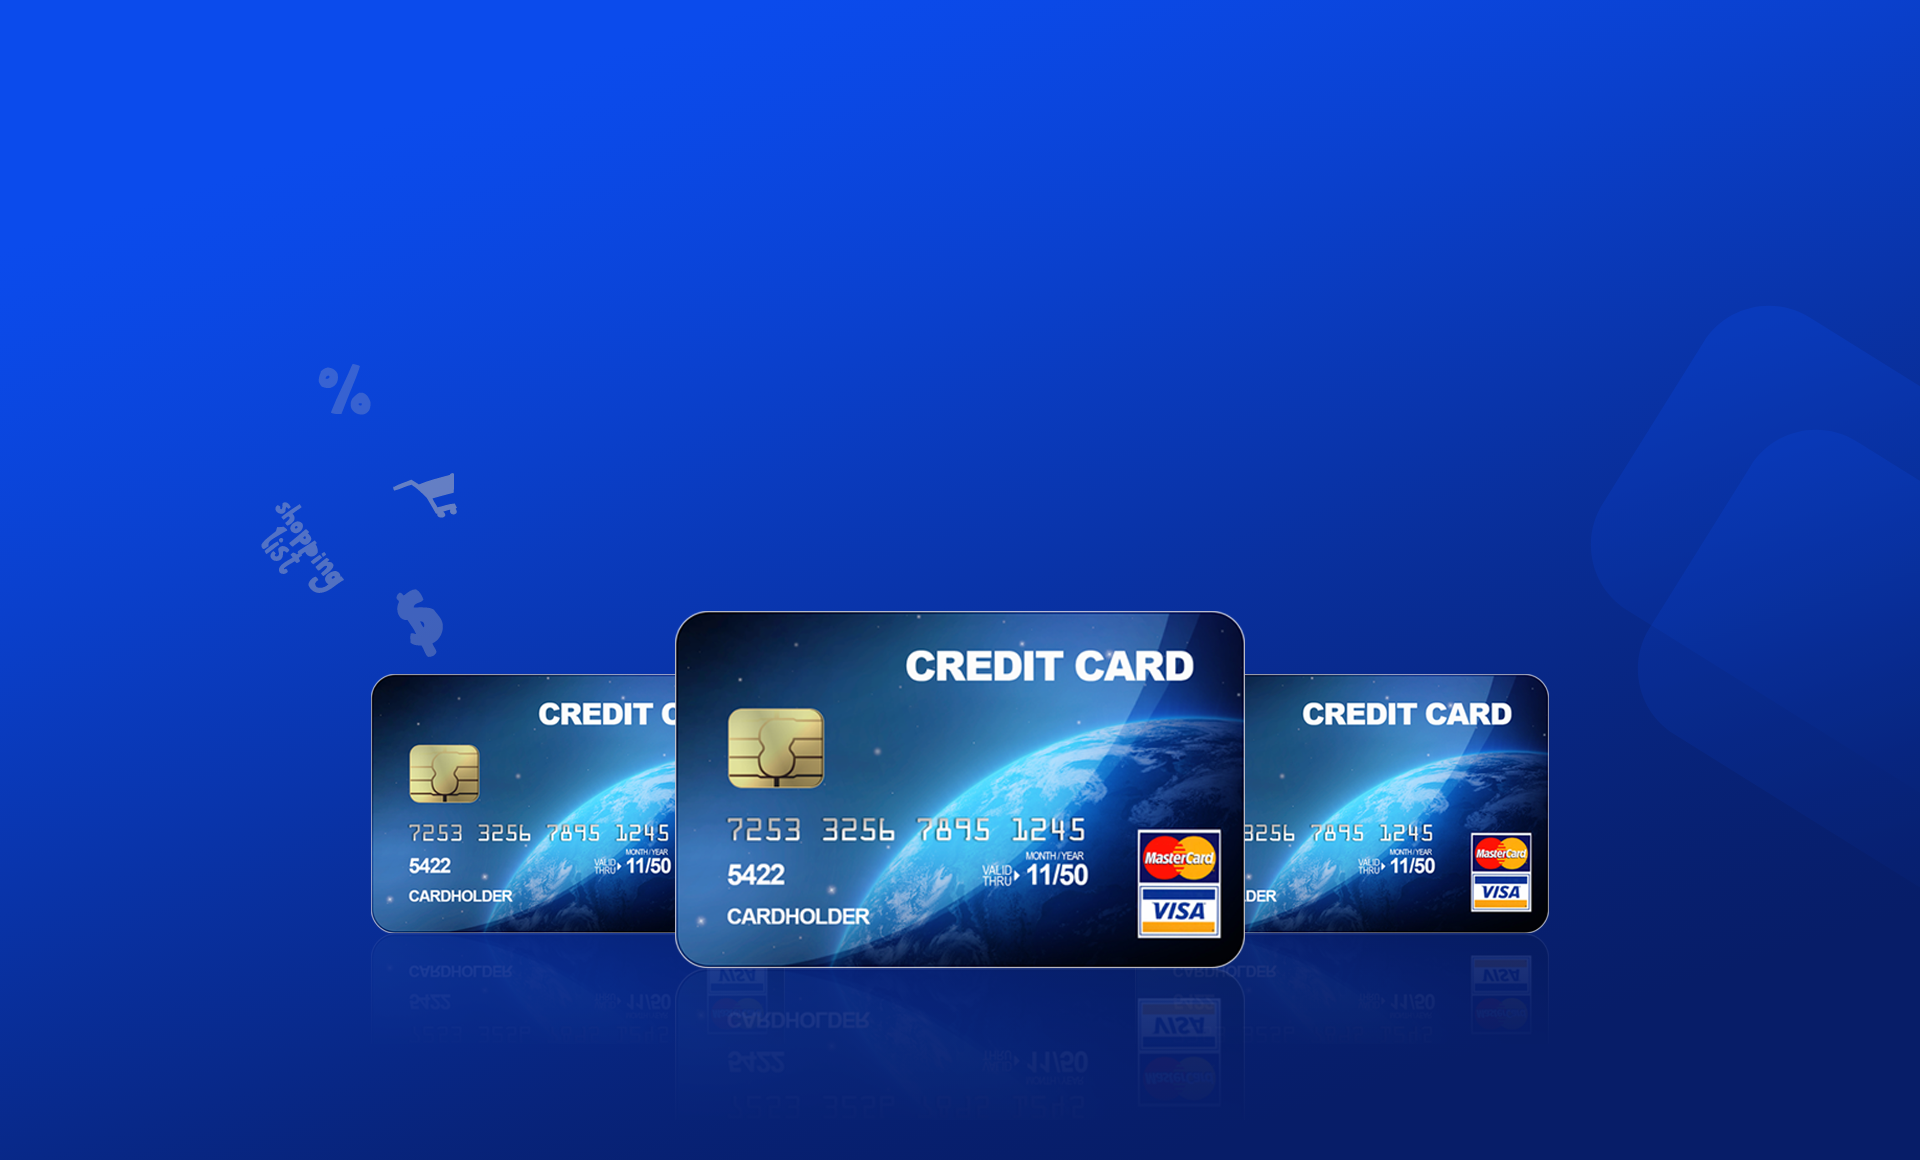 %
shopping
list
$
CREDIT C
7253 3256 7895 1245
5422
MONTH/YEAR
VALID
THRU
11/50
CARDHOLDER
CREDIT CARD
7253 3256 7895 1245
5422
MONTH/YEAR
VALID
THRU
11/50
CARDHOLDER
MasterCard
VISA
CREDIT CARD
3256 7895 1245
MONTH/YEAR
VALID
THRU
11/50
DER
MasterCard
VISA